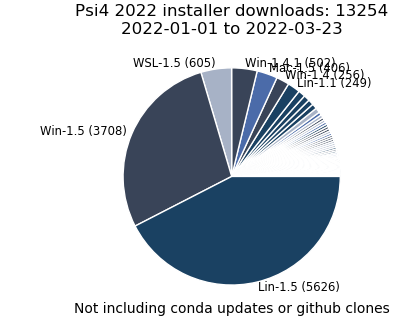 Psi4 2022 installer downloads: 13254
2022-01-01 to 2022-03-23
WSL-1.5 (605)
Win-1.4.1 (502)
Mac-1.5 (406)
Win-1.4 (256)
Lin-1.1 (249)
Win-1.5 (3708)
Lin-1.5 (5626)
Not including conda updates or github clones